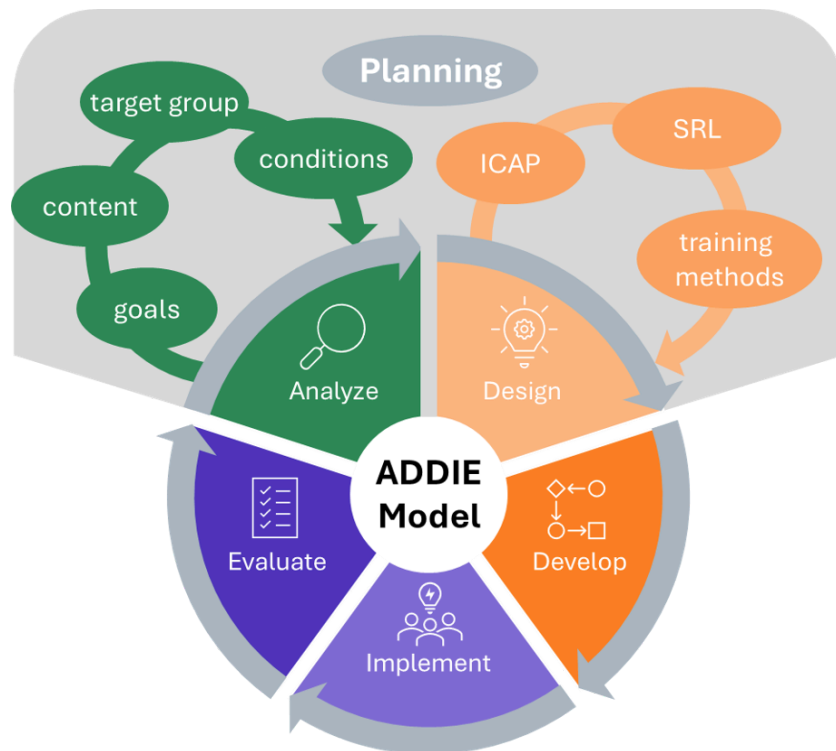 Planning
target group
conditions
content
goals
ICAP
SRL
training
methods
Analyze
Design
ADDIE
Model
Evaluate
Develop
Implement